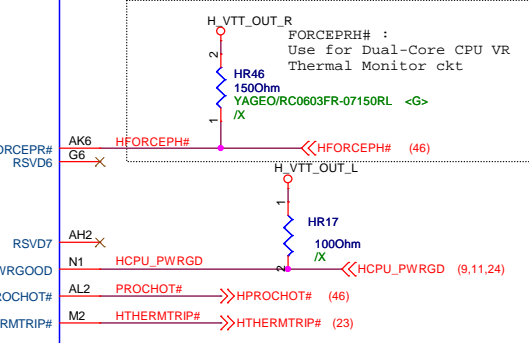 H_VTT_OUT_R
FORCEPRH# :
Use for Dual-Core CPU VR
Thermal Monitor ckt
2
HR46
150Ohm
YAGEO/RC0603FR-07150RL <G>
/X
1
ORCEPR# AK6 HFORCEPH# HFORCEPH# (46)
RSVD6 G6
H_VTT_OUT_L
1
HR17
100Ohm
/X
2
RSVD7 AH2
WRGOOD N1 HCPU_PWRGD HCPU_PWRGD (9,11,24)
ROCHOT# AL2 PROCHOT# HPROCHOT# (46)
RMTRIP# M2 HTHERMTRIP# HTHERMTRIP# (23)